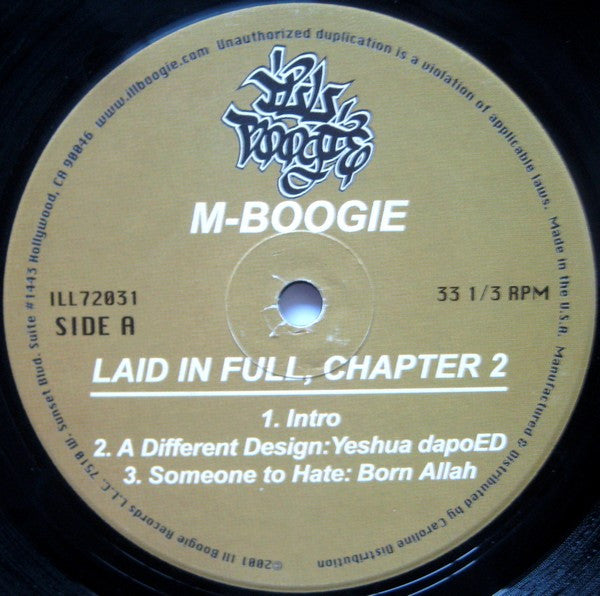 ILL BOOGIE
M-BOOGIE
ILL72031
SIDE A
33 1/3 RPM
LAID IN FULL, CHAPTER 2
1. Intro
2. A Different Design:Yeshua dapoED
3. Someone to Hate: Born Allah
©2001 Ill Boogie Records L.L.C. 7510 W. Sunset Blvd. Suite #1443 Hollywood, CA 90046 www.illboogie.com Unauthorized duplication is a violation of applicable laws. Made in the U.S.A. Manufactured & Distributed by Caroline Distribution